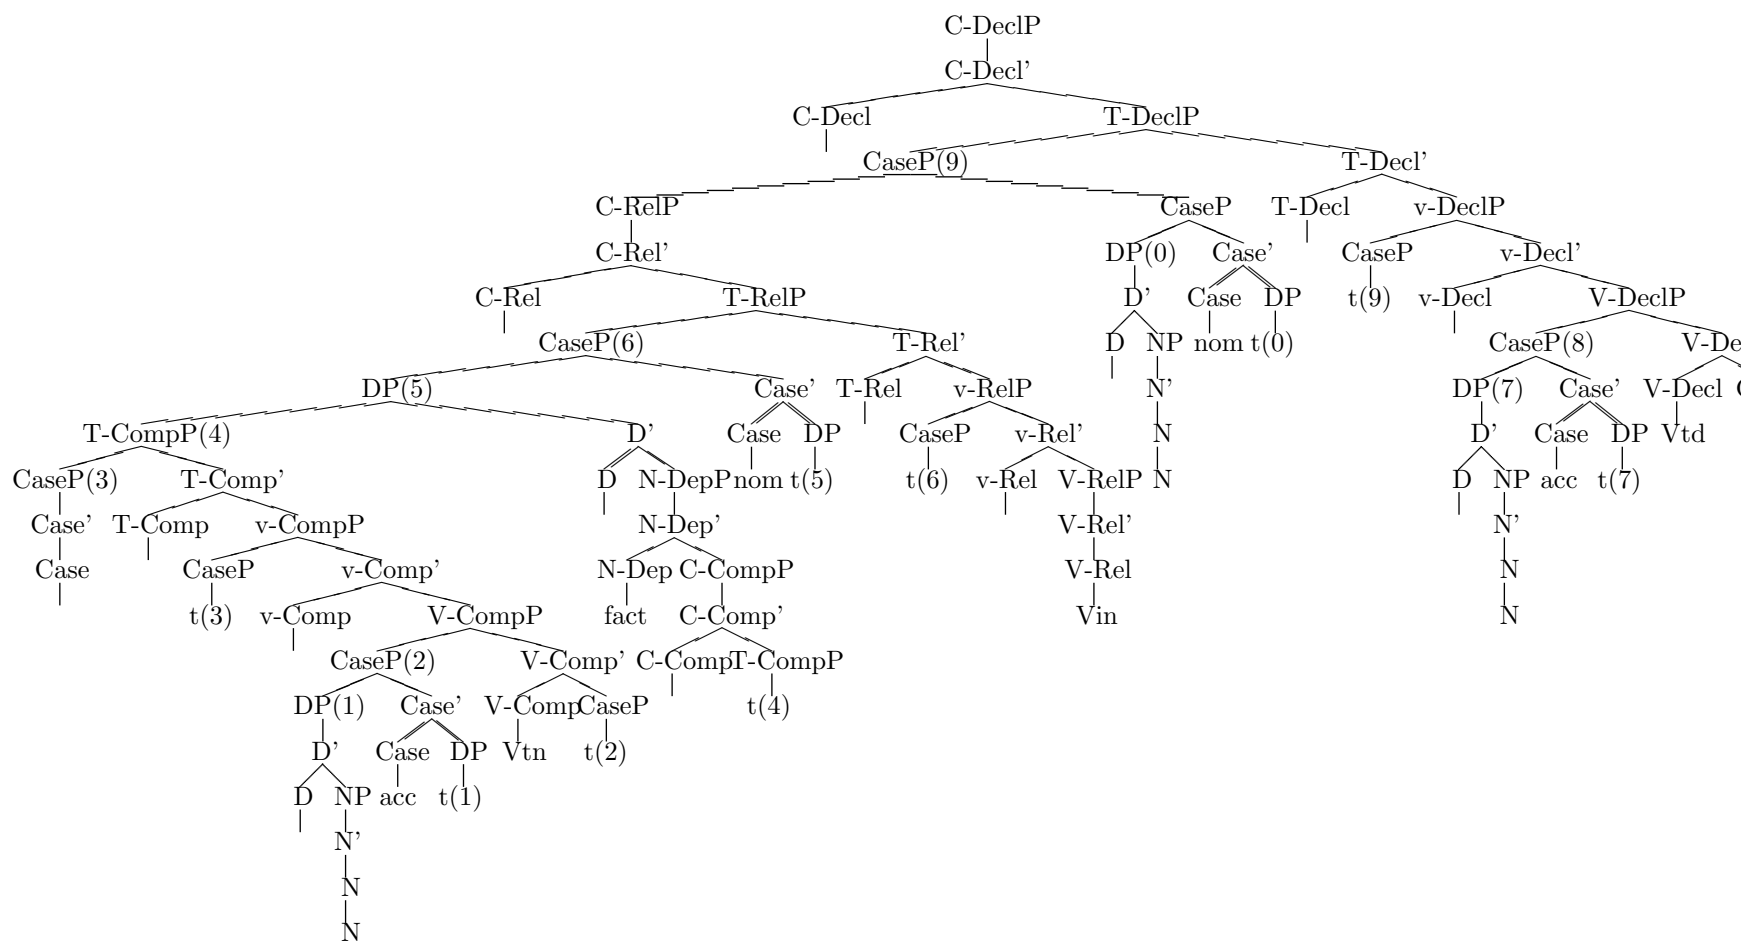 C-DeclP
C-Decl'
C-Decl T-DeclP
CaseP(9) T-Decl'
C-RelP CaseP T-Decl v-DeclP
C-Rel' DP(0) Case' CaseP v-Decl'
C-Rel T-RelP D' Case DP t(9) v-Decl V-DeclP
CaseP(6) T-Rel' D NP nom t(0) CaseP(8) V-De
DP(5) Case' T-Rel v-RelP N' DP(7) Case' V-Decl
T-CompP(4) D' Case DP CaseP v-Rel' N D' Case DP Vtd
CaseP(3) T-Comp' D N-DepP nom t(5) t(6) v-Rel V-RelP N D NP acc t(7)
Case' T-Comp v-CompP N-Dep' V-Rel' N'
Case CaseP v-Comp' N-Dep C-CompP V-Rel N
t(3) v-Comp V-CompP fact C-Comp' Vin N
CaseP(2) V-Comp' C-Comp T-CompP
DP(1) Case' V-Comp CaseP t(4)
D' Case DP Vtn t(2)
D NP acc t(1)
N'
N
N